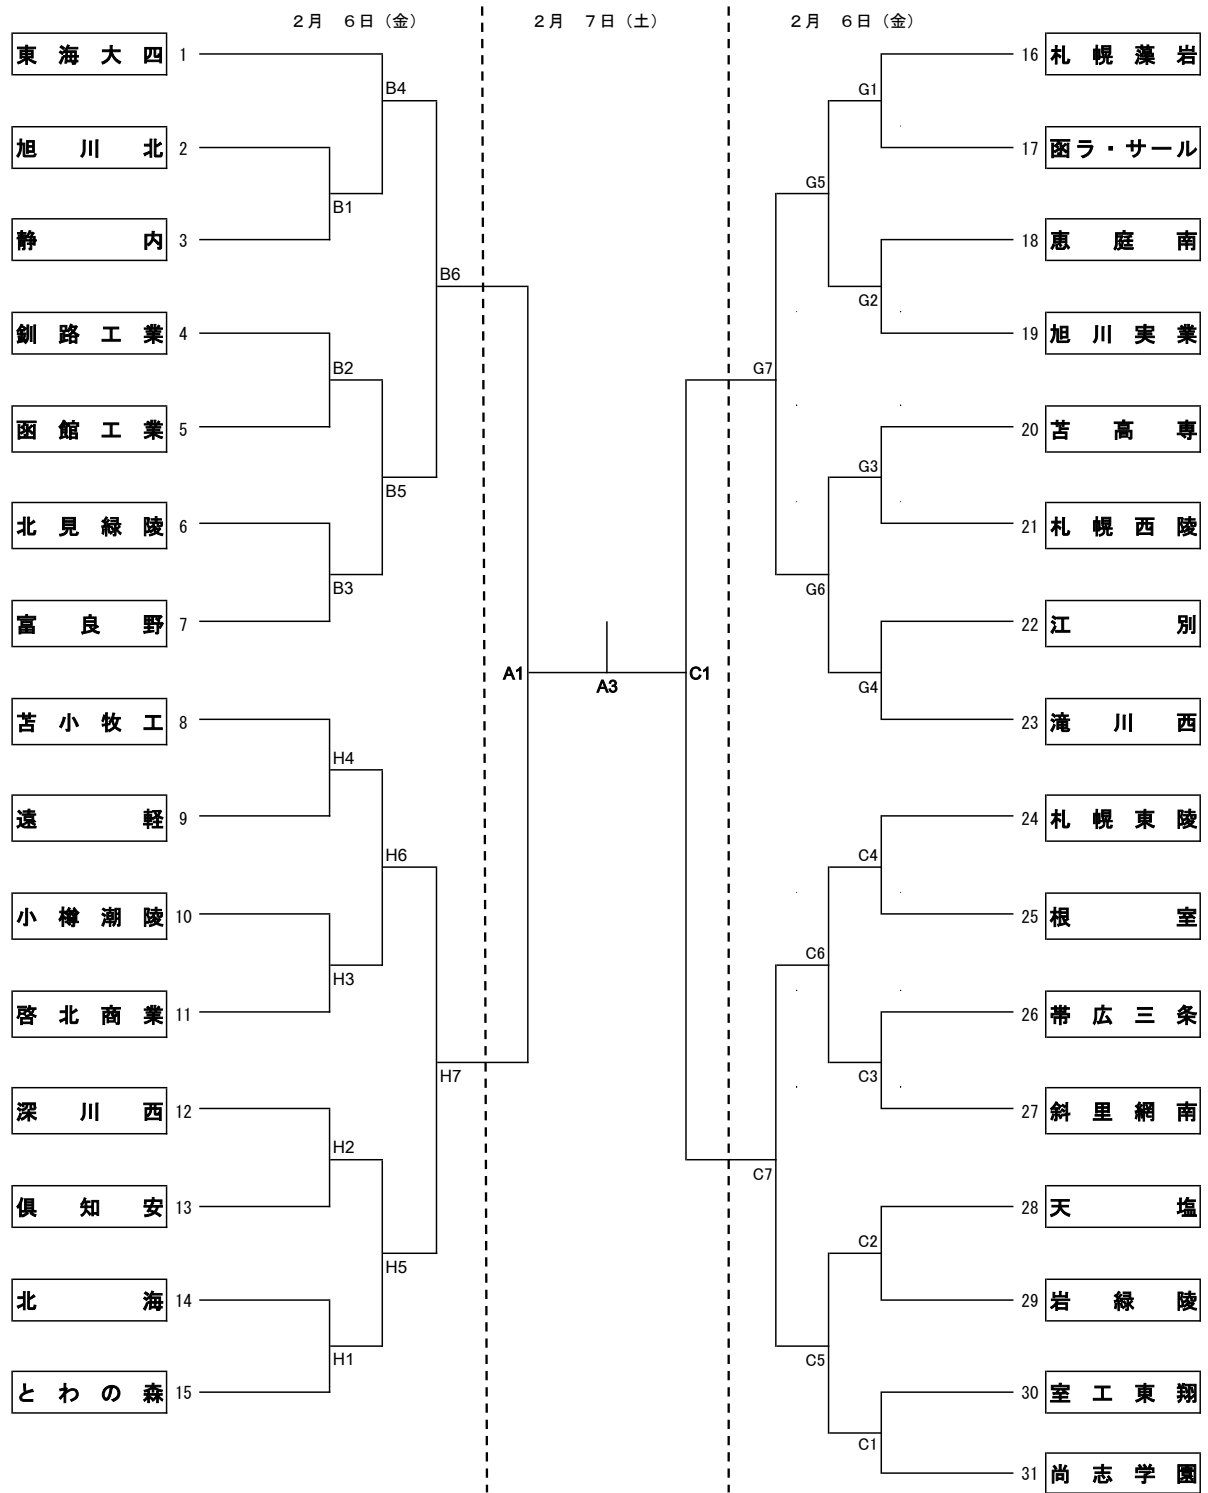 2月 6日（金）
2月 7日（土）
2月 6日（金）
東海大四 1
旭川北 2
静内 3
釧路工業 4
函館工業 5
北見緑陵 6
富良野 7
苫小牧工 8
遠軽 9
小樽潮陵 10
啓北商業 11
深川西 12
倶知安 13
北海 14
とわの森 15
B4
B1
B6
B2
B5
B3
H4
H6
H3
H7
H2
H5
H1
A1
A3
C1
G1
G5
G2
G7
G3
G6
G4
C4
C6
C3
C7
C2
C5
C1
16 札幌藻岩
17 函ラ・サール
18 恵庭南
19 旭川実業
20 苫高専
21 札幌西陵
22 江別
23 滝川西
24 札幌東陵
25 根室
26 帯広三条
27 斜里網南
28 天塩
29 岩緑陵
30 室工東翔
31 尚志学園